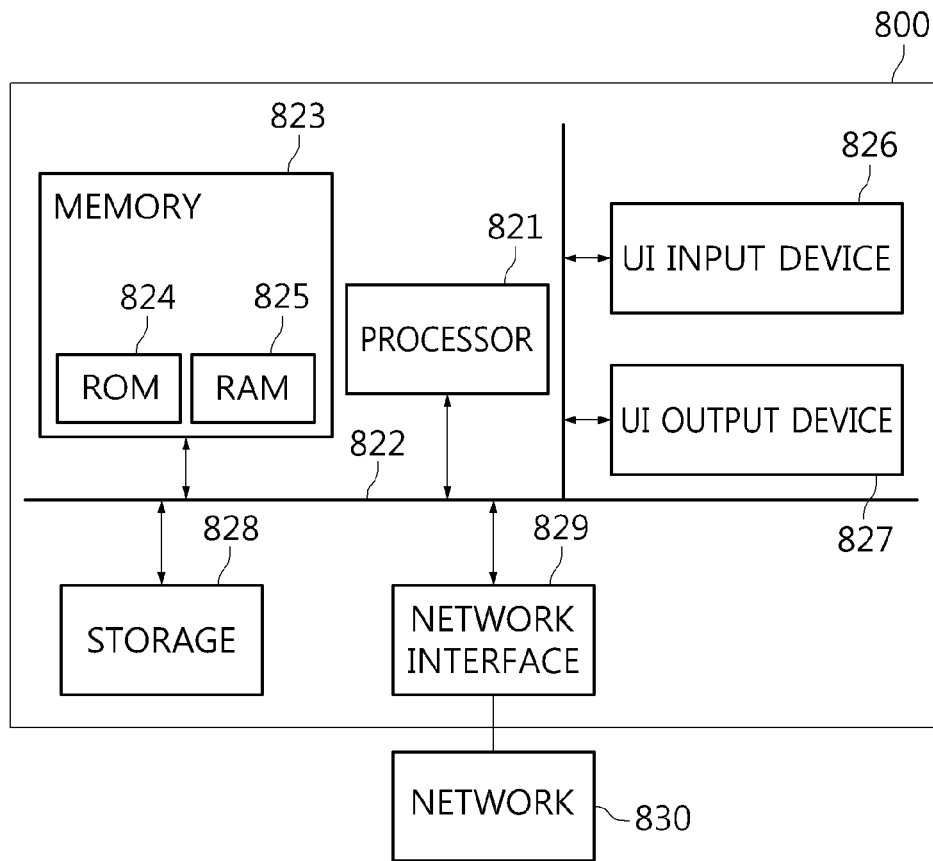 800
823
MEMORY
824
825
ROM
RAM
821
PROCESSOR
826
UI INPUT DEVICE
UI OUTPUT DEVICE
827
822
828
STORAGE
829
NETWORK
INTERFACE
NETWORK
830